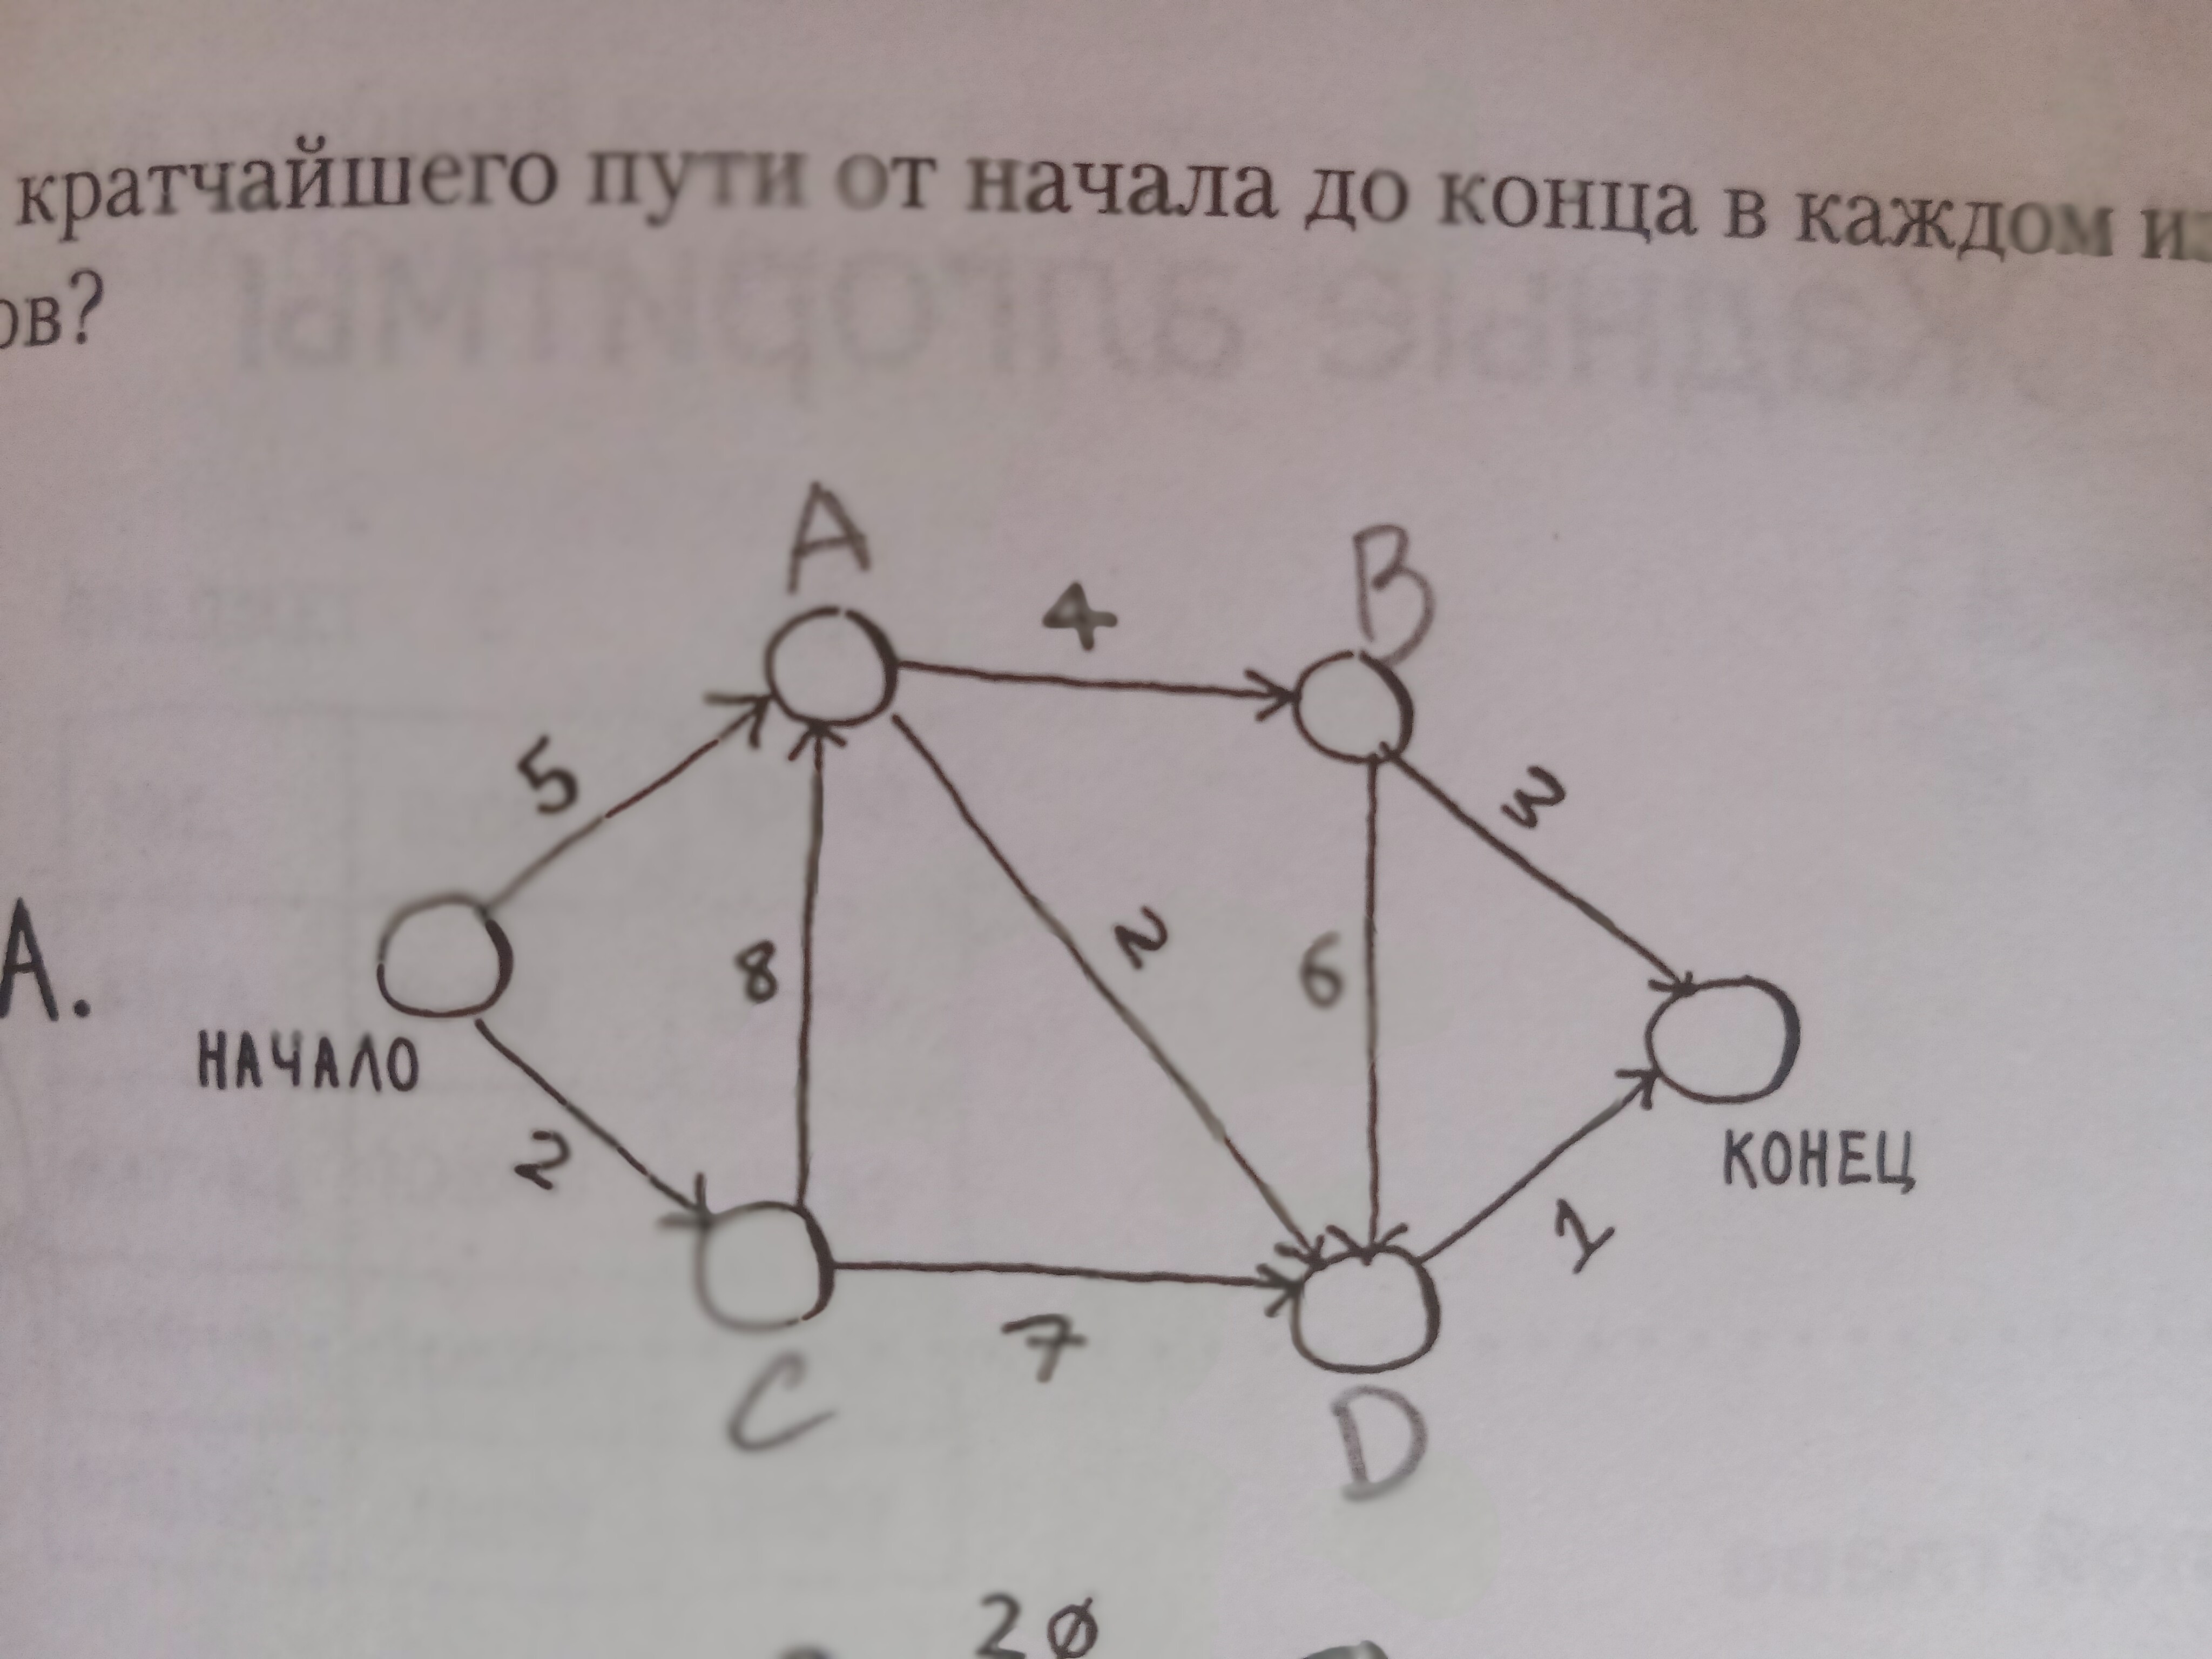 кратчайшего пути от начала до конца в каждом
ов?
A
B
4
5
3
А.
8
2
6
НАЧАЛО
КОНЕЦ
2
1
7
C
D
20